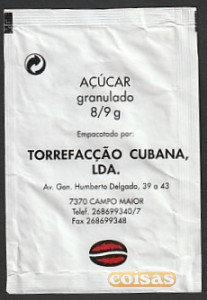 AÇÚCAR
granulado
8/9 g
Empacotado por:
TORREFACÇÃO CUBANA,
LDA.
Av. Gen. Humberto Delgado, 39 a 43
7370 CAMPO MAIOR
Telef. 268699340/7
Fax 268699348
coisas